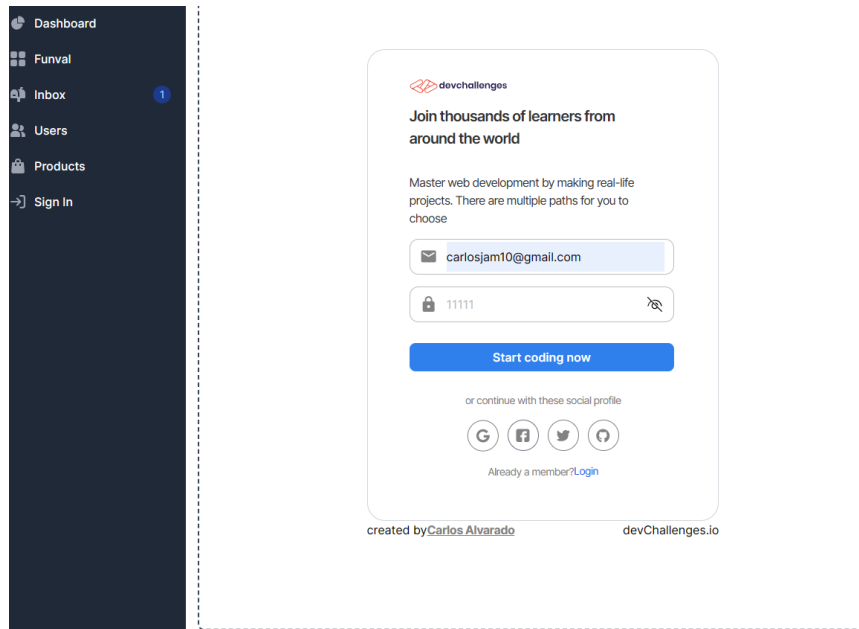 Dashboard
Funval
Inbox 1
Users
Products
Sign In
devchallenges
Join thousands of learners from
around the world
Master web development by making real-life
projects. There are multiple paths for you to
choose
carlosjam10@gmail.com
11111
Start coding now
or continue with these social profile
Already a member?Login
created by Carlos Alvarado devChallenges.io